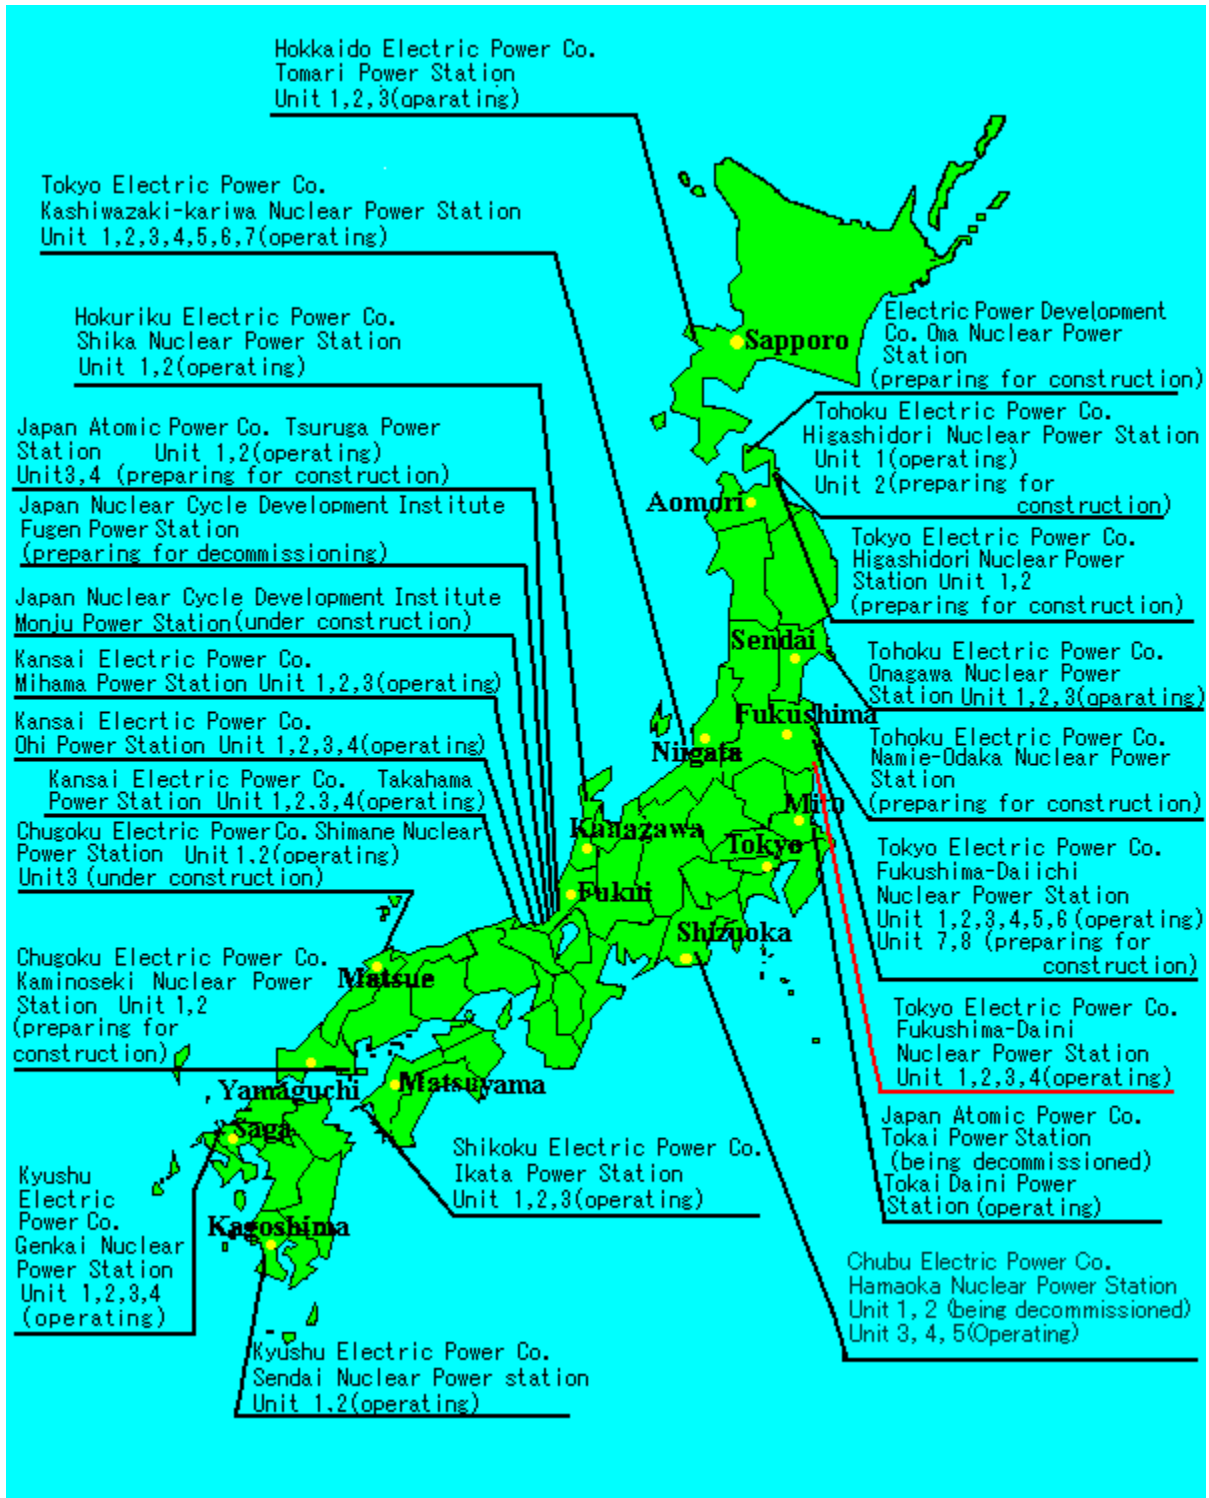 Hokkaido Electric Power Co.
Tomari Power Station
Unit 1,2,3(oparating)
Tokyo Electric Power Co.
Kashiwazaki-kariwa Nuclear Power Station
Unit 1,2,3,4,5,6,7(operating)
Hokuriku Electric Power Co.
Shika Nuclear Power Station
Unit 1,2(operating)
Japan Atomic Power Co. Tsuruga Power
Station Unit 1,2(operating)
Unit3,4 (preparing for construction)
Japan Nuclear Cycle Development Institute
Fugen Power Station
(preparing for decommissioning)
Japan Nuclear Cycle Development Institute
Monju Power Station(under construction)
Kansai Electric Power Co.
Mihama Power Station Unit 1,2,3(operating)
Kansai Elecrtic Power Co.
Ohi Power Station Unit 1,2,3,4(operating)
Kansai Electric Power Co. Takahama
Power Station Unit 1,2.3,4(operating)
Chugoku Electric Power Co. Shimane Nuclear
Power Station Unit 1.2(operating)
Unit3 (under construction)
Chugoku Electric Power Co.
Kaminoseki Nuclear Power
Station Unit 1,2
(preparing for
construction)
Kyushu
Electric
Power Co.
Genkai Nuclear
Power Station
Unit 1,2,3,4
(operating)
Kyushu Electric Power Co.
Sendai Nuclear Power station
Unit 1.2(operating)
Shikoku Electric Power Co.
Ikata Power Station
Unit 1,2,3(operating)
Sapporo
Aomori
Sendai
Fukushima
Niigata
Mito
Kanazawa
Tokyo
Fukui
Shizuoka
Matsue
Yamaguchi
Matsuyama
Saga
Kagoshima
Electric Power Development
Co. Oma Nuclear Power
Station
(preparing for construction)
Tohoku Electric Power Co.
Higashidori Nuclear Power Station
Unit 1(operating)
Unit 2(preparing for
construction)
Tokyo Electric Power Co.
Higashidori Nuclear Power
Station Unit 1,2
(preparing for construction)
Tohoku Electric Power Co.
Onagawa Nuclear Power
Station Unit 1,2,3(oparating)
Tohoku Electric Power Co.
Namie-Odaka Nuclear Power
Station
(preparing for construction)
Tokyo Electric Power Co.
Fukushima-Daiichi
Nuclear Power Station
Unit 1,2,3,4,5,6 (operating)
Unit 7,8 (preparing for
construction)
Tokyo Electric Power Co.
Fukushima-Daini
Nuclear Power Station
Unit 1,2,3,4(operating)
Japan Atomic Power Co.
Tokai Power Station
(being decommissioned)
Tokai Daini Power
Station (operating)
Chubu Electric Power Co.
Hamaoka Nuclear Power Station
Unit 1, 2 (being decommissioned)
Unit 3, 4, 5(Operating)